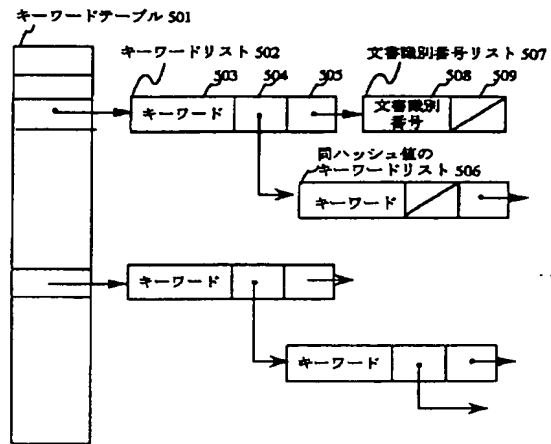 キーワードテーブル 501
キーワードリスト 502
文書識別番号リスト 507
503 504 505
508 509
キーワード
文書識別
番号
同ハッシュ値の
キーワードリスト 506
キーワード
キーワード
キーワード